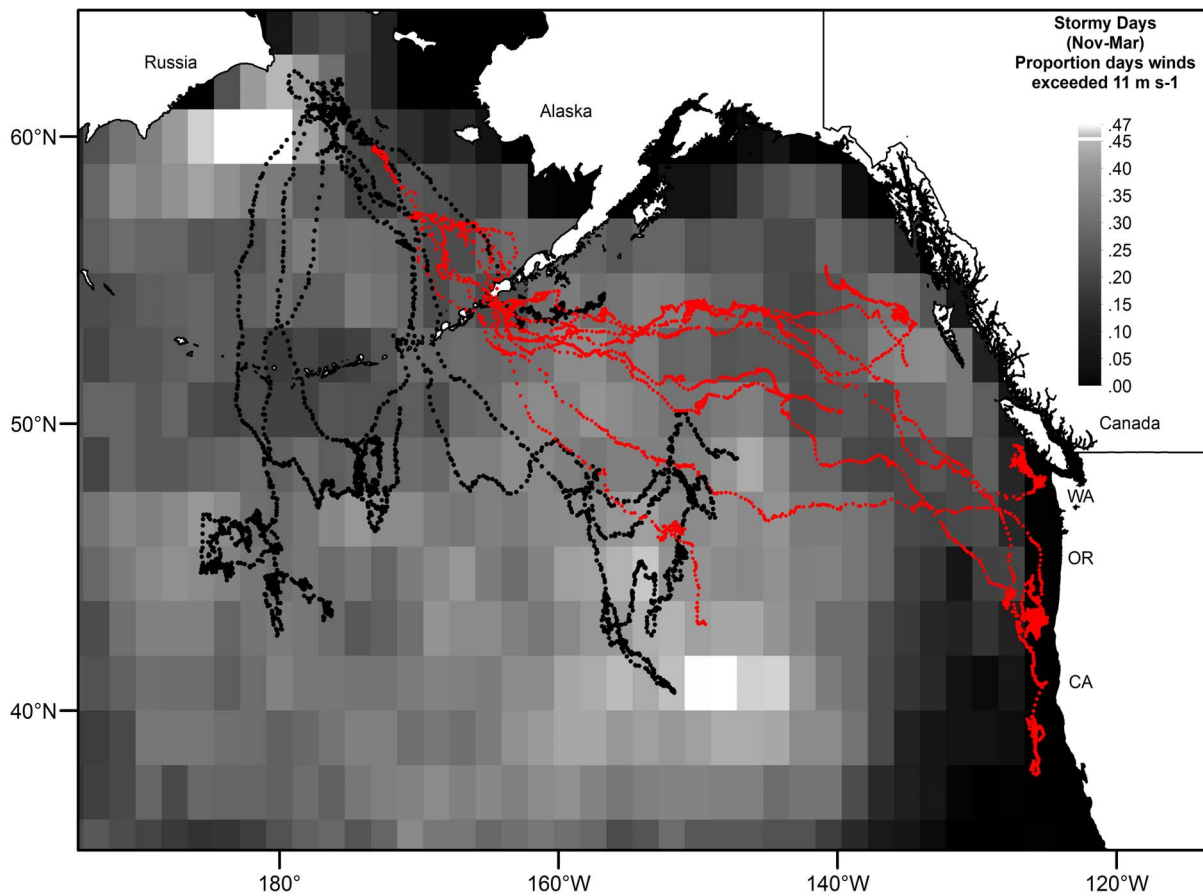 Stormy Days
(Nov-Mar)
Proportion days winds
exceeded 11 m s-1
Russia
Alaska
.47
.45
.40
.35
.30
.25
.20
.15
.10
.05
.00
60°N
50°N
40°N
Canada
WA
OR
CA
180°
160°W
140°W
120°W